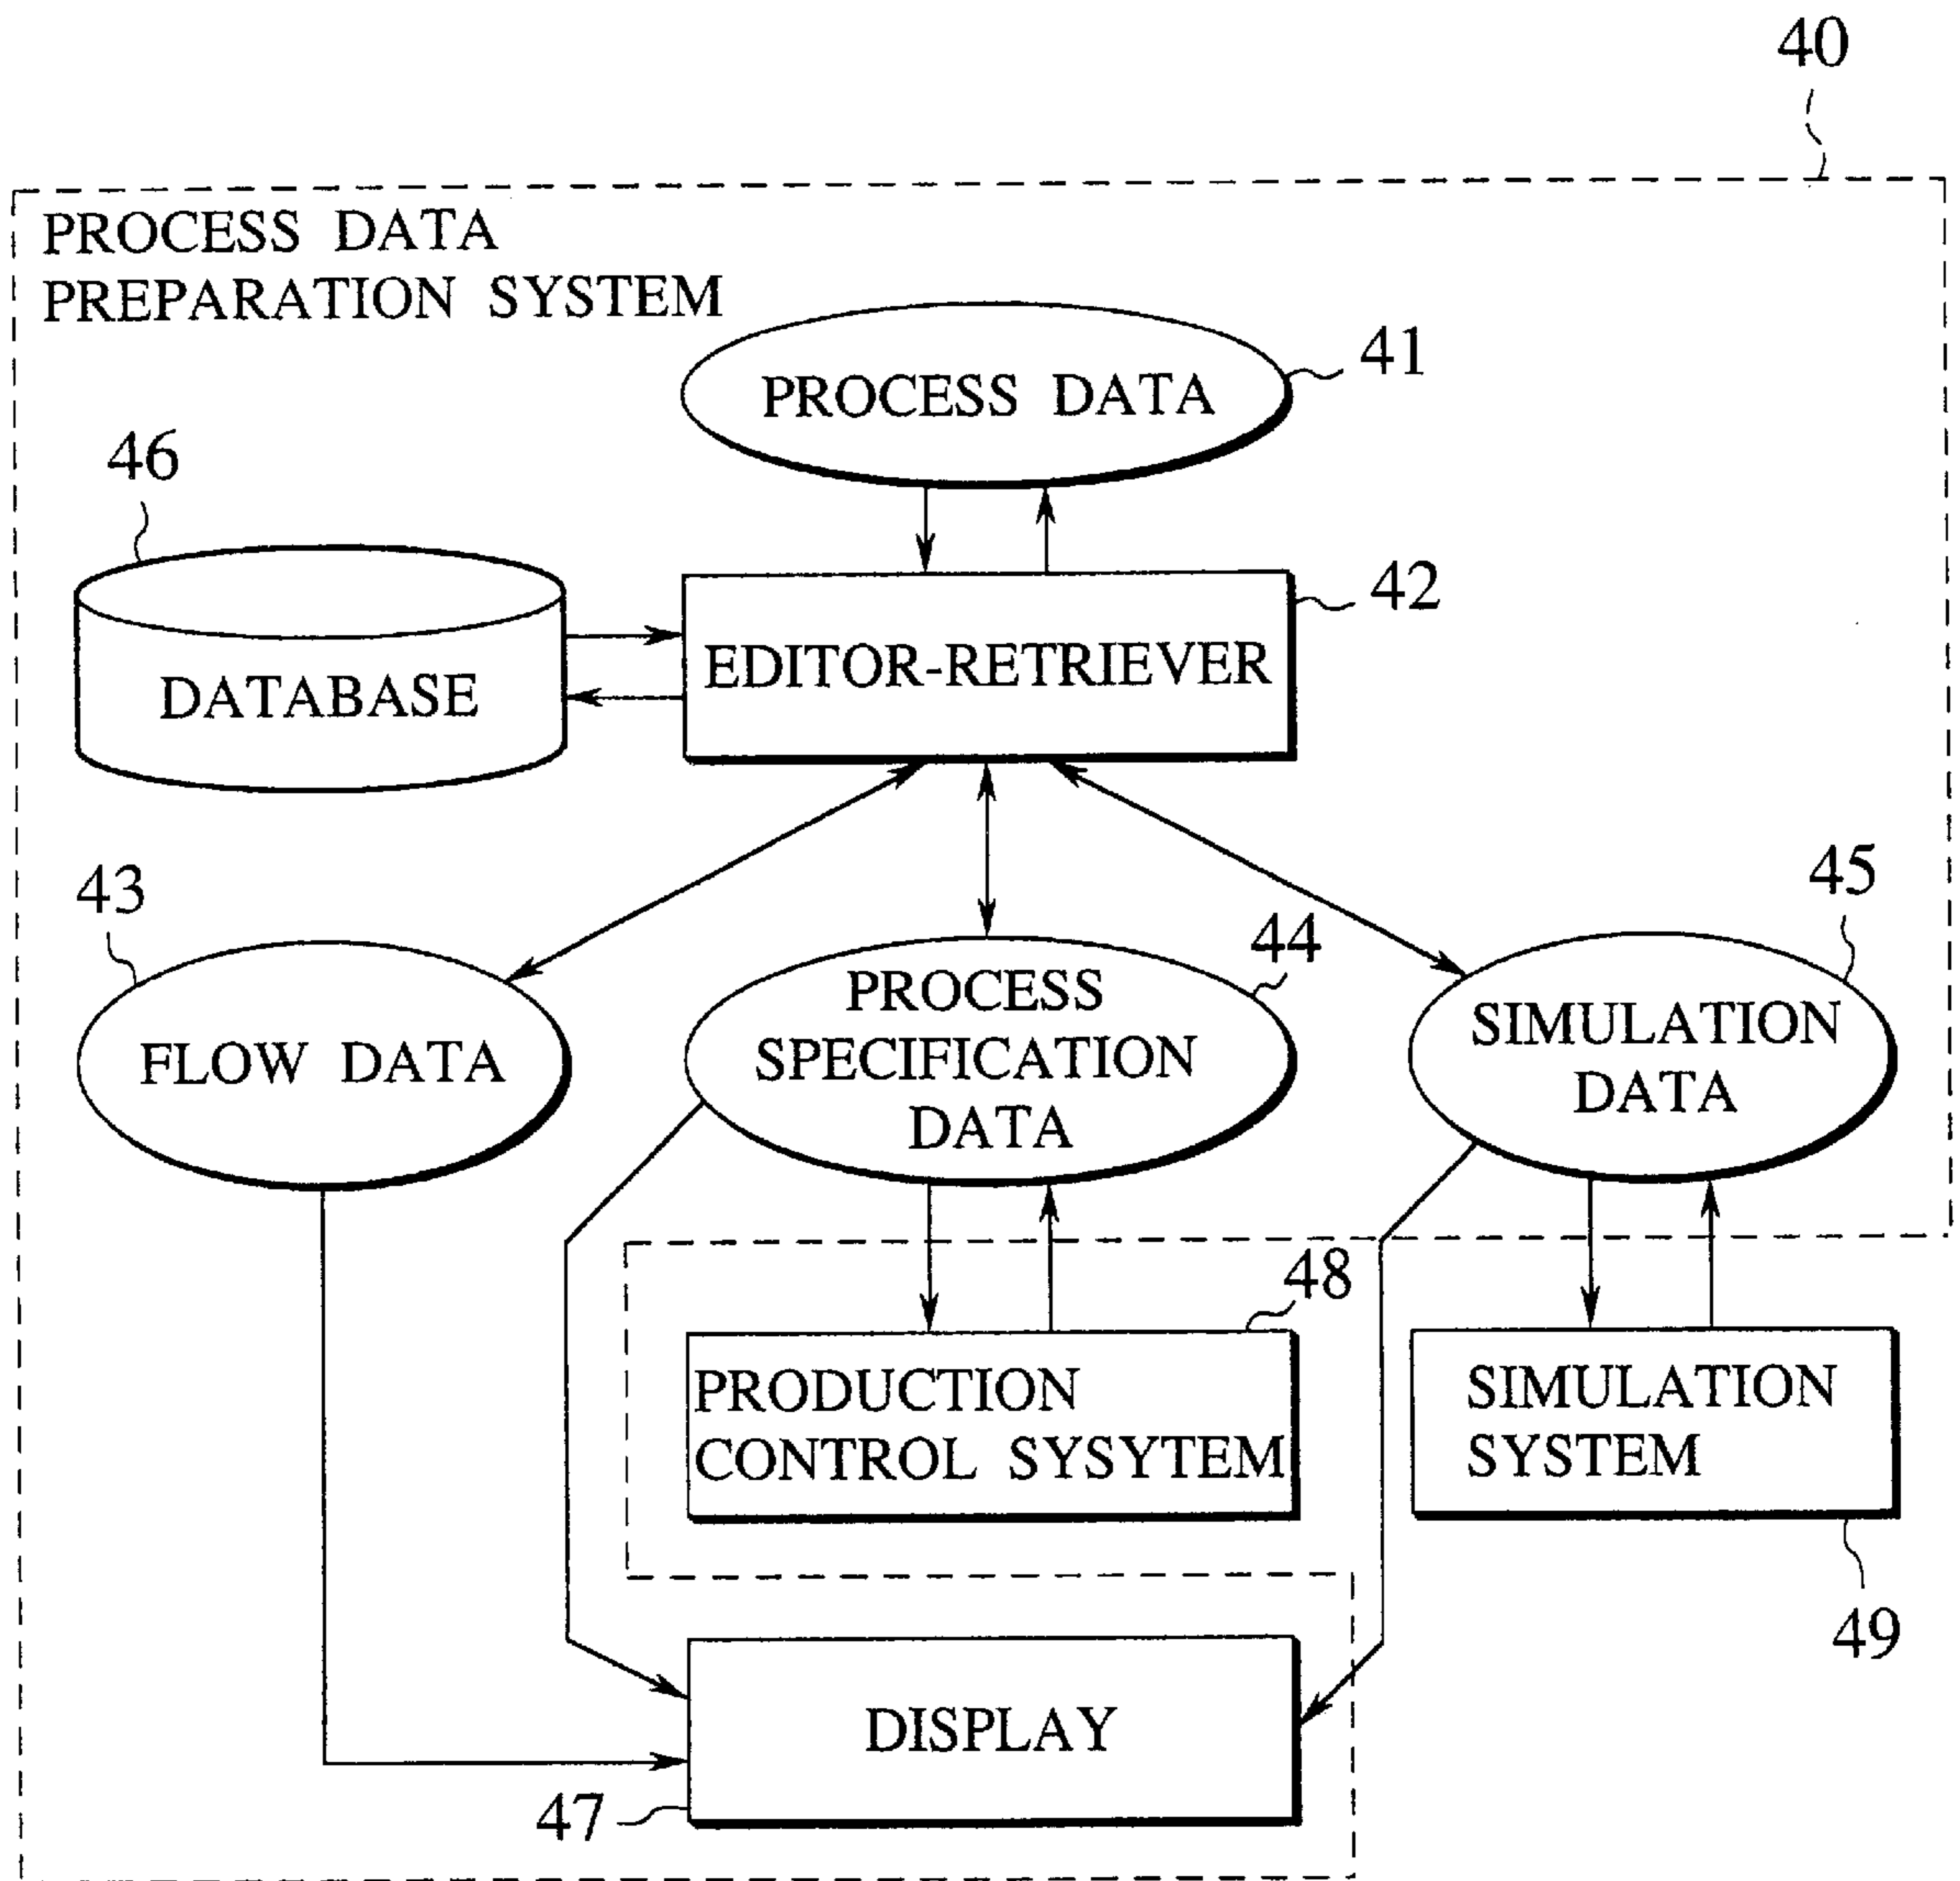 40
PROCESS DATA
PREPARATION SYSTEM
41
PROCESS DATA
46
42
DATABASE
EDITOR-RETRIEVER
43
44
45
FLOW DATA
PROCESS
SPECIFICATION
DATA
SIMULATION
DATA
48
PRODUCTION
CONTROL SYSYTEM
SIMULATION
SYSTEM
49
DISPLAY
47